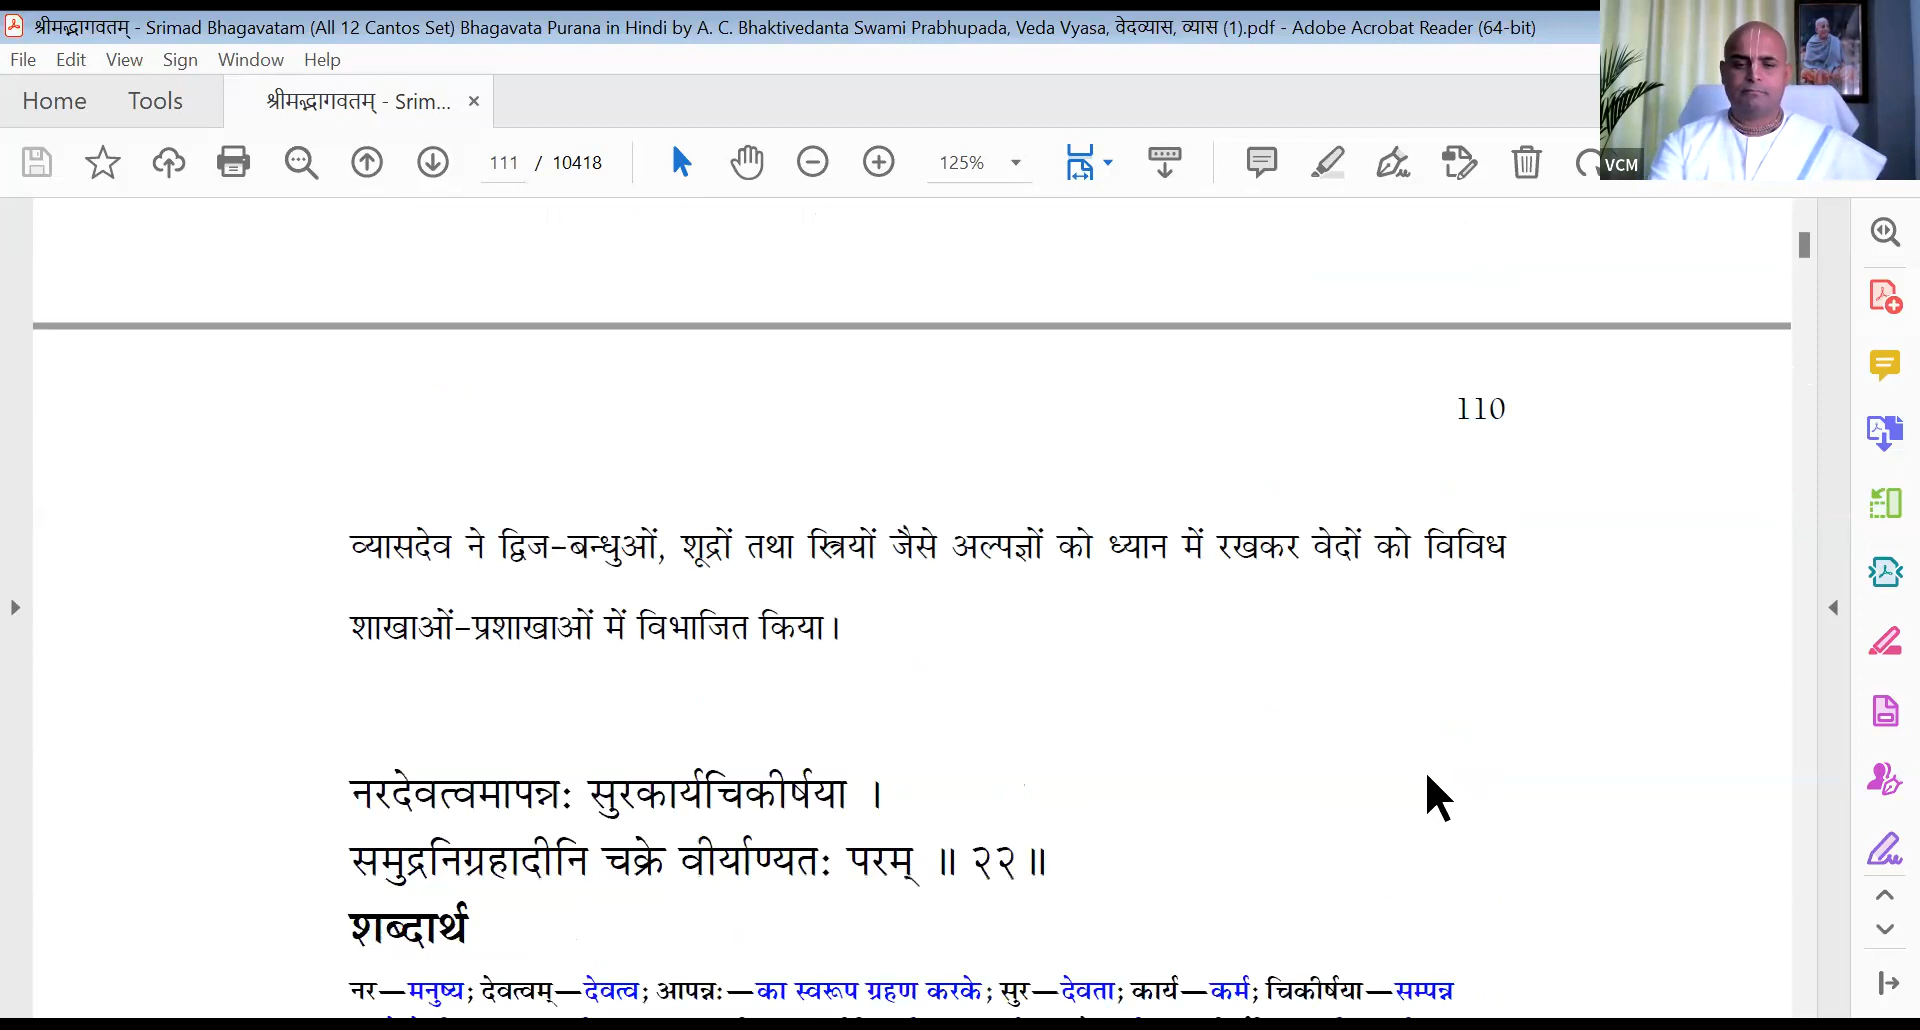 श्रीमद्भागवतम् - Srimad Bhagavatam (All 12 Cantos Set) Bhagavata Purana in Hindi by A. C. Bhaktivedanta Swami Prabhupada, Veda Vyasa, वेदव्यास, व्यास (1).pdf - Adobe Acrobat Reader (64-bit)
File Edit View Sign Window Help
Home Tools श्रीमद्भागवतम् - Srim... ×
111 / 10418 125%
VCM
110
व्यासदेव ने द्विज-बन्धुओं, शूद्रों तथा स्त्रियों जैसे अल्पज्ञों को ध्यान में रखकर वेदों को विविध
शाखाओं-प्रशाखाओं में विभाजित किया।
नरदेवत्वमापन्नः सुरकार्यचिकीर्षया ।
समुद्रनिग्रहादीनि चक्रे वीर्याण्यतः परम् ॥ २२॥
शब्दार्थ
नर—मनुष्य; देवत्वम्—देवत्व; आपन्नः—का स्वरूप ग्रहण करके; सुर—देवता; कार्य—कर्म; चिकीर्षया—सम्पन्न